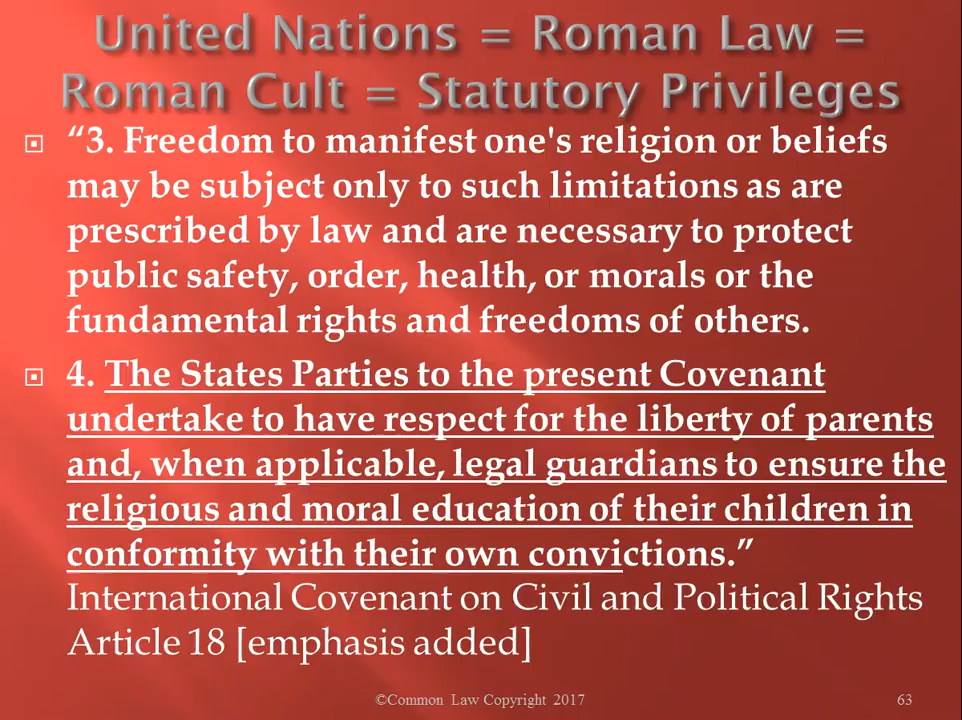 United Nations = Roman Law =
Roman Cult = Statutory Privileges
“3. Freedom to manifest one's religion or beliefs
may be subject only to such limitations as are
prescribed by law and are necessary to protect
public safety, order, health, or morals or the
fundamental rights and freedoms of others.
4. The States Parties to the present Covenant
undertake to have respect for the liberty of parents
and, when applicable, legal guardians to ensure the
religious and moral education of their children in
conformity with their own convictions.”
International Covenant on Civil and Political Rights
Article 18 [emphasis added]
©Common Law Copyright 2017
63